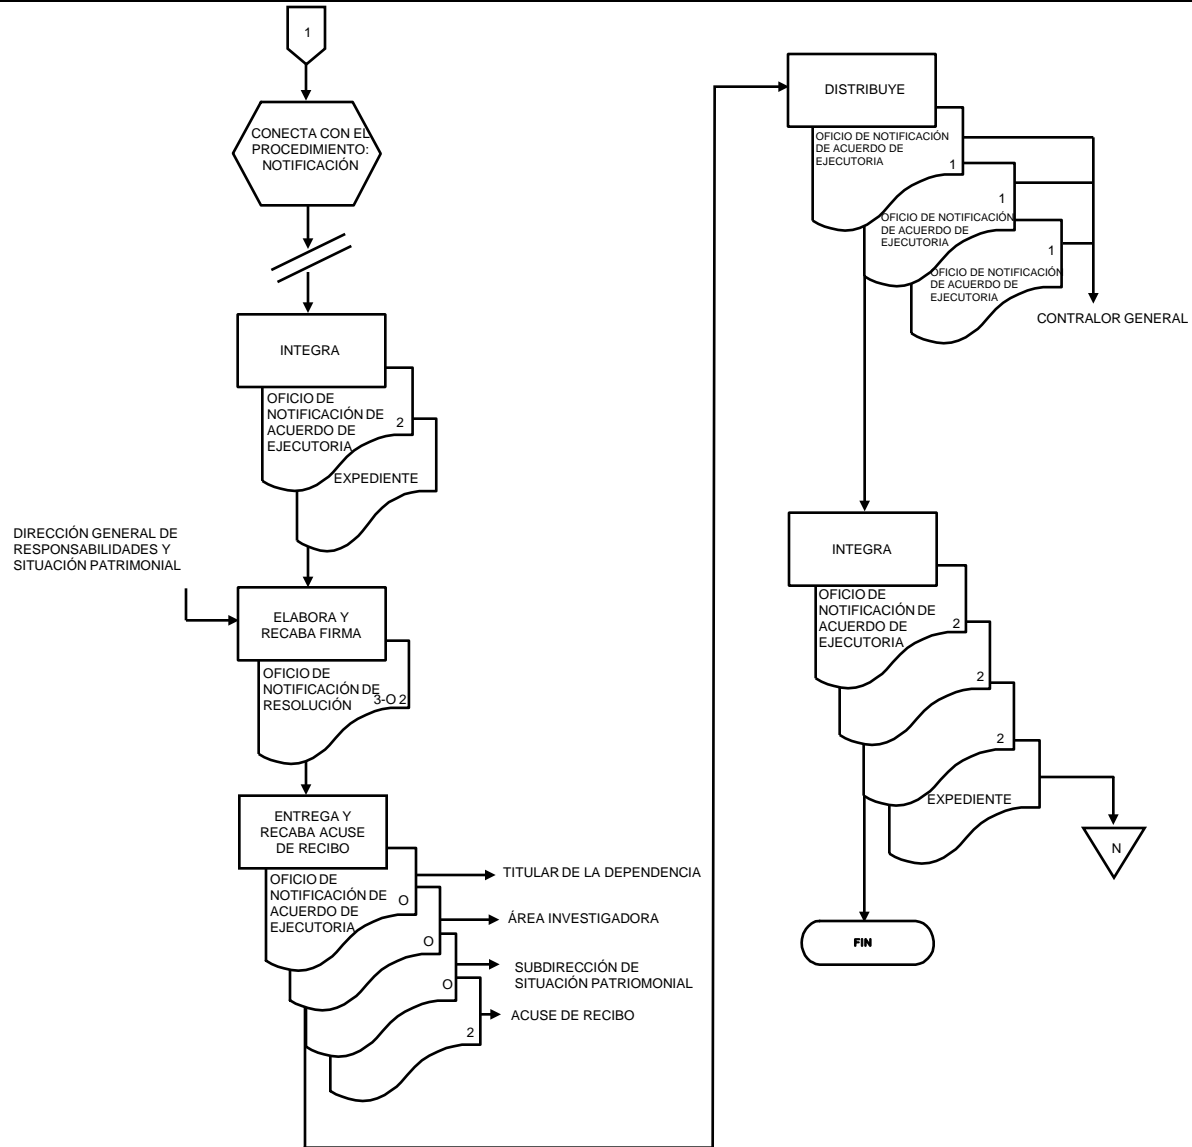 1
CONECTA CON EL
PROCEDIMIENTO:
NOTIFICACIÓN
INTEGRA
OFICIO DE
NOTIFICACIÓN DE
ACUERDO DE
EJECUTORIA
2
EXPEDIENTE
DIRECCIÓN GENERAL DE
RESPONSABILIDADES Y
SITUACIÓN PATRIMONIAL
ELABORA Y
RECABA FIRMA
OFICIO DE
NOTIFICACIÓN DE
RESOLUCIÓN
3-O 2
ENTREGA Y
RECABA ACUSE
DE RECIBO
OFICIO DE
NOTIFICACIÓN DE
ACUERDO DE
EJECUTORIA
O
TITULAR DE LA DEPENDENCIA
O
ÁREA INVESTIGADORA
O
SUBDIRECCIÓN DE
SITUACIÓN PATRIOMONIAL
2
ACUSE DE RECIBO
DISTRIBUYE
OFICIO DE NOTIFICACIÓN
DE ACUERDO DE
EJECUTORIA
1
OFICIO DE NOTIFICACIÓN
DE ACUERDO DE
EJECUTORIA
1
OFICIO DE NOTIFICACIÓN
DE ACUERDO DE
EJECUTORIA
1
CONTRALOR GENERAL
INTEGRA
OFICIO DE
NOTIFICACIÓN DE
ACUERDO DE
EJECUTORIA
2
2
2
EXPEDIENTE
N
FIN